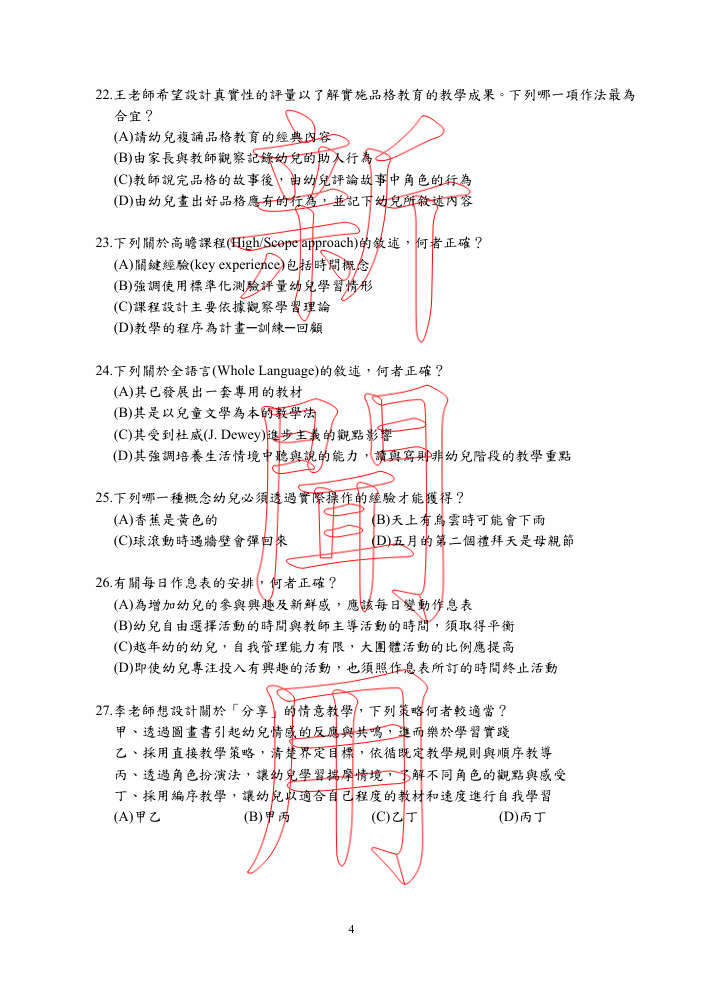 22.王老師希望設計真實性的評量以了解實施品格教育的教學成果。下列哪一項作法最為
合宜？
(A)請幼兒複誦品格教育的經典內容
(B)由家長與教師觀察記錄幼兒的助人行為
(C)教師說完品格的故事後，由幼兒評論故事中角色的行為
(D)由幼兒畫出好品格應有的行為，並記下幼兒所敘述內容
23.下列關於高瞻課程(High/Scope approach)的敘述，何者正確？
(A)關鍵經驗(key experience)包括時間概念
(B)強調使用標準化測驗評量幼兒學習情形
(C)課程設計主要依據觀察學習理論
(D)教學的程序為計畫─訓練─回顧
24.下列關於全語言(Whole Language)的敘述，何者正確？
(A)其已發展出一套專用的教材
(B)其是以兒童文學為本的教學法
(C)其受到杜威(J. Dewey)進步主義的觀點影響
(D)其強調培養生活情境中聽與說的能力，讀與寫則非幼兒階段的教學重點
25.下列哪一種概念幼兒必須透過實際操作的經驗才能獲得？
(A)香蕉是黃色的 (B)天上有烏雲時可能會下雨
(C)球滾動時遇牆壁會彈回來 (D)五月的第二個禮拜天是母親節
26.有關每日作息表的安排，何者正確？
(A)為增加幼兒的參與興趣及新鮮感，應該每日變動作息表
(B)幼兒自由選擇活動的時間與教師主導活動的時間，須取得平衡
(C)越年幼的幼兒，自我管理能力有限，大團體活動的比例應提高
(D)即使幼兒專注投入有興趣的活動，也須照作息表所訂的時間終止活動
27.李老師想設計關於「分享」的情意教學，下列策略何者較適當？
甲、透過圖畫書引起幼兒情感的反應與共鳴，進而樂於學習實踐
乙、採用直接教學策略，清楚界定目標，依循既定教學規則與順序教導
丙、透過角色扮演法，讓幼兒學習揣摩情境，了解不同角色的觀點與感受
丁、採用編序教學，讓幼兒以適合自己程度的教材和速度進行自我學習
(A)甲乙 (B)甲丙 (C)乙丁 (D)丙丁
新
聞
用
4